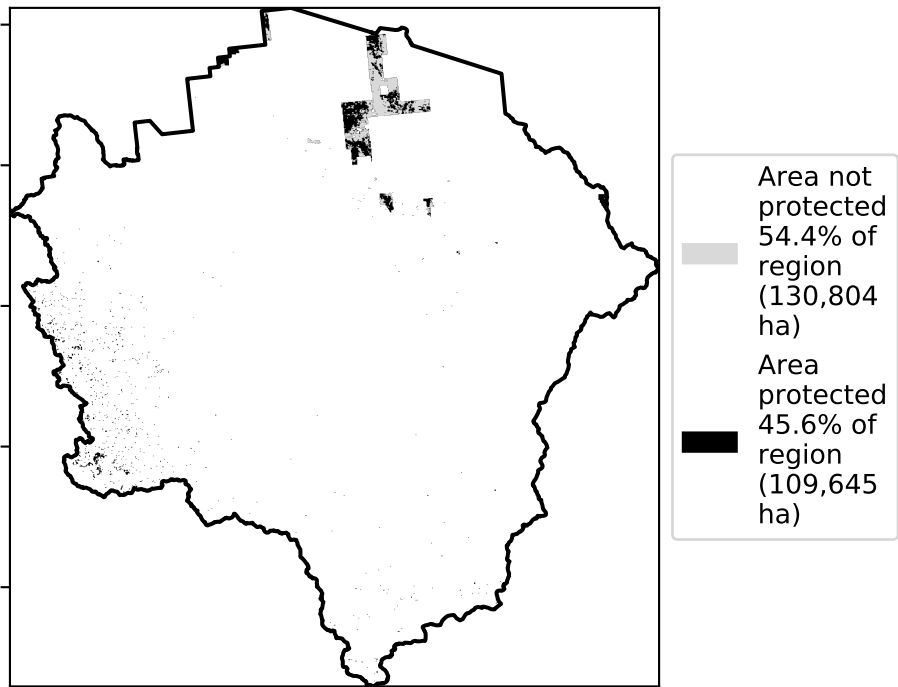 Area not
protected
54.4% of
region
(130,804
ha)
Area
protected
45.6% of
region
(109,645
ha)